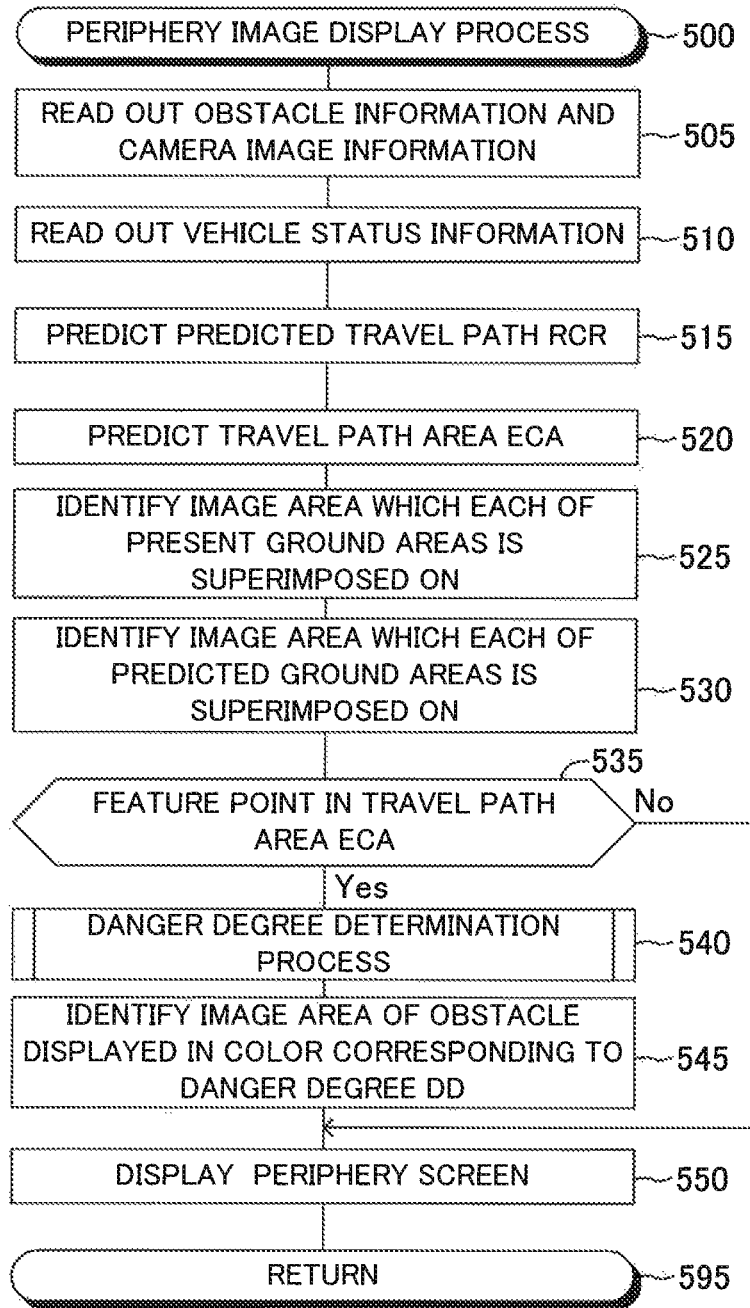 PERIPHERY IMAGE DISPLAY PROCESS
500
READ OUT OBSTACLE INFORMATION AND
CAMERA IMAGE INFORMATION
505
READ OUT VEHICLE STATUS INFORMATION
510
PREDICT PREDICTED TRAVEL PATH RCR
515
PREDICT TRAVEL PATH AREA ECA
520
IDENTIFY IMAGE AREA WHICH EACH OF
PRESENT GROUND AREAS IS
SUPERIMPOSED ON
525
IDENTIFY IMAGE AREA WHICH EACH OF
PREDICTED GROUND AREAS IS
SUPERIMPOSED ON
530
535
FEATURE POINT IN TRAVEL PATH
AREA ECA
No
Yes
DANGER DEGREE DETERMINATION
PROCESS
540
IDENTIFY IMAGE AREA OF OBSTACLE
DISPLAYED IN COLOR CORRESPONDING TO
DANGER DEGREE DD
545
DISPLAY PERIPHERY SCREEN
550
RETURN
595